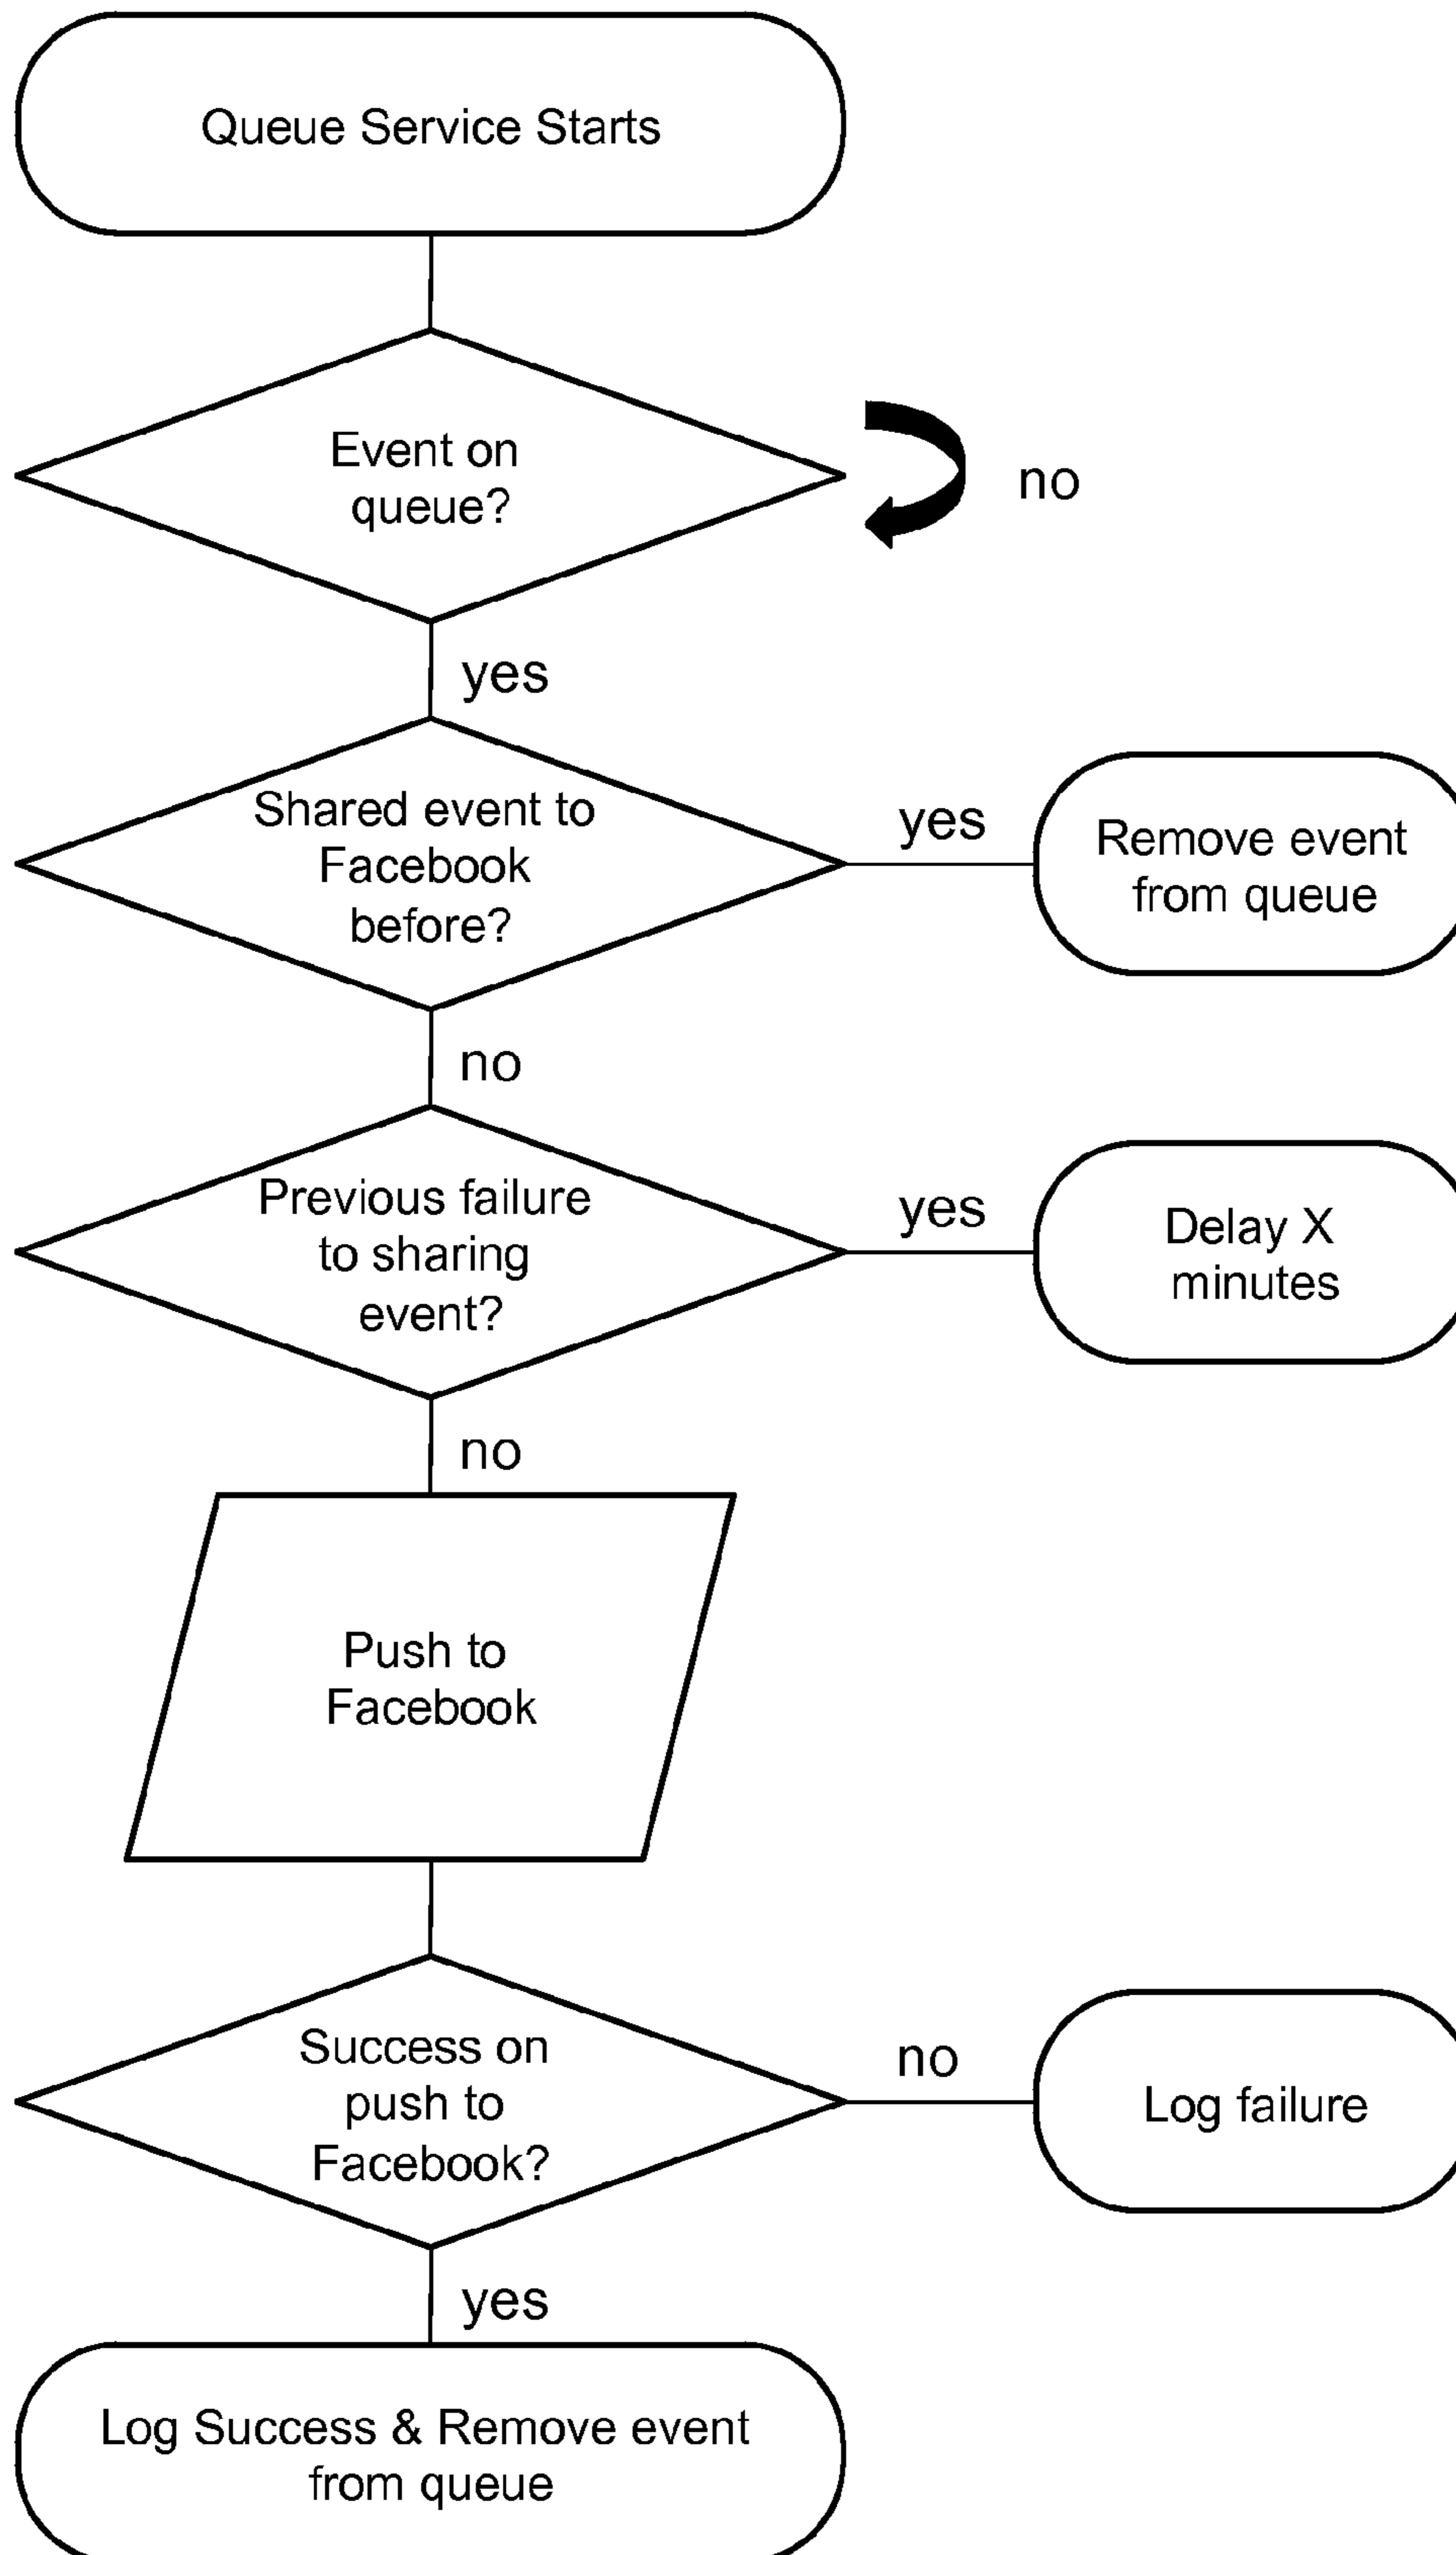 Queue Service Starts
Event on
queue?
no
yes
Shared event to
Facebook
before?
yes
Remove event
from queue
no
Previous failure
to sharing
event?
yes
Delay X
minutes
no
Push to
Facebook
Success on
push to
Facebook?
no
Log failure
yes
Log Success & Remove event
from queue